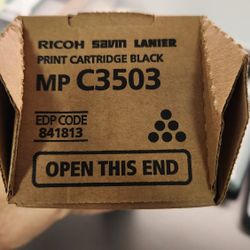 RICOH savin LANIER
PRINT CARTRIDGE BLACK
MP C3503
EDP CODE
841813
OPEN THIS END